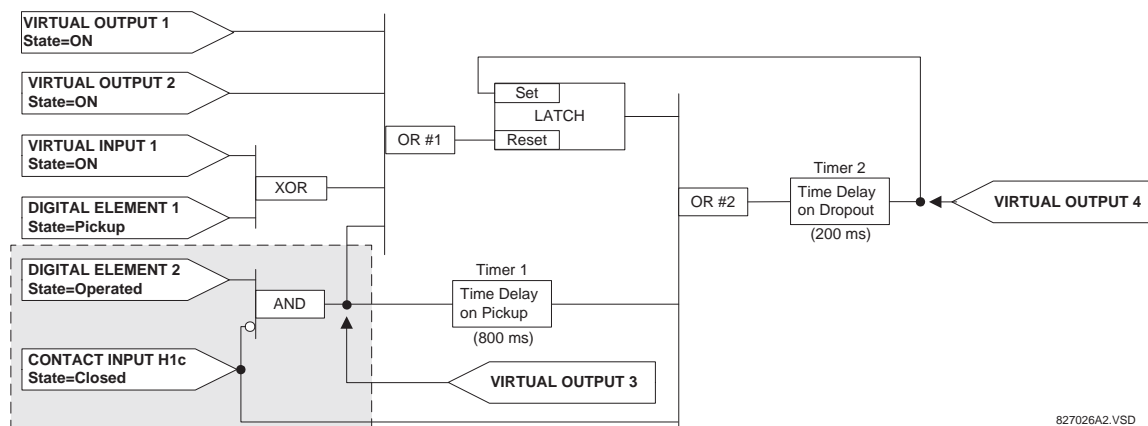 VIRTUAL OUTPUT 1
State=ON
VIRTUAL OUTPUT 2
State=ON
VIRTUAL INPUT 1
State=ON
DIGITAL ELEMENT 1
State=Pickup
DIGITAL ELEMENT 2
State=Operated
CONTACT INPUT H1c
State=Closed
XOR
AND
OR #1
Set
LATCH
Reset
Timer 1
Time Delay
on Pickup
(800 ms)
VIRTUAL OUTPUT 3
OR #2
Timer 2
Time Delay
on Dropout
(200 ms)
VIRTUAL OUTPUT 4
827026A2.VSD